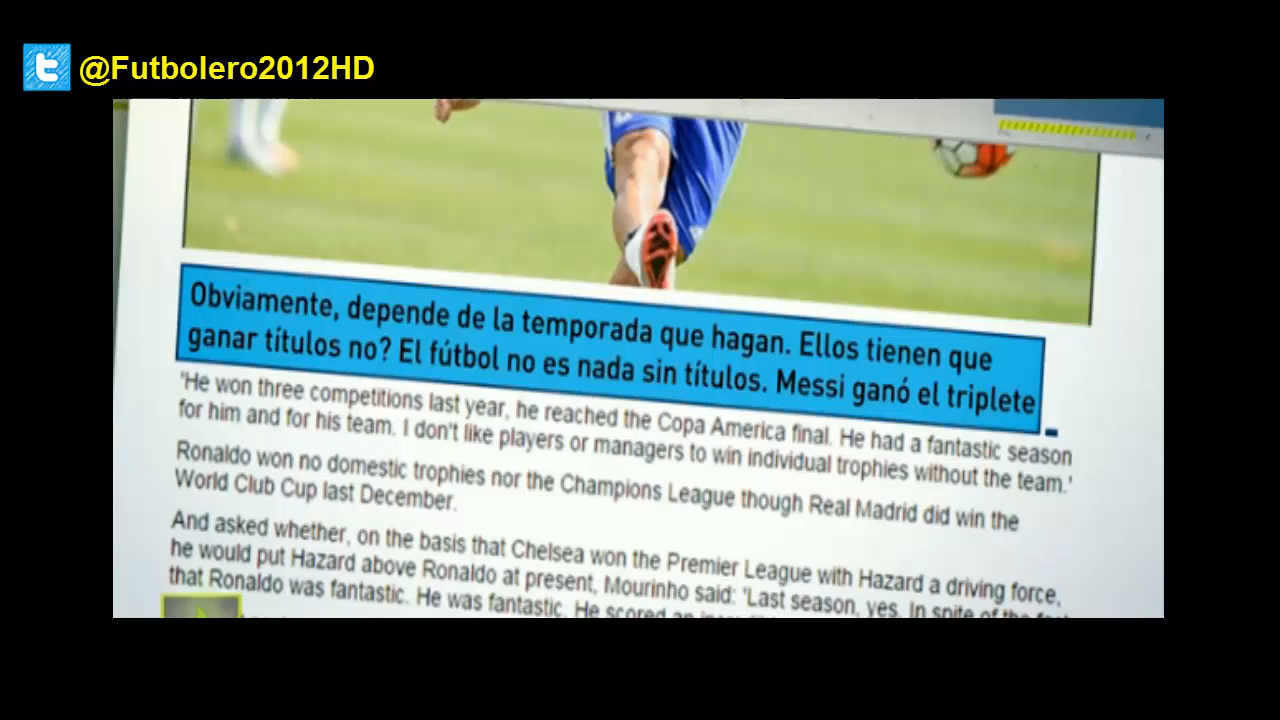 @Futbolero2012HD
Obviamente, depende de la temporada que hagan. Ellos tienen que
ganar títulos no? El fútbol no es nada sin títulos. Messi ganó el triplete
'He won three competitions last year, he reached the Copa America final. He had a fantastic season
for him and for his team. I don't like players or managers to win individual trophies without the team.'
Ronaldo won no domestic trophies nor the Champions League though Real Madrid did win the
World Club Cup last December.
And asked whether, on the basis that Chelsea won the Premier League with Hazard a driving force,
he would put Hazard above Ronaldo at present, Mourinho said: 'Last season, yes. In spite of the fact
that Ronaldo was fantastic. He was fantastic. He scored an